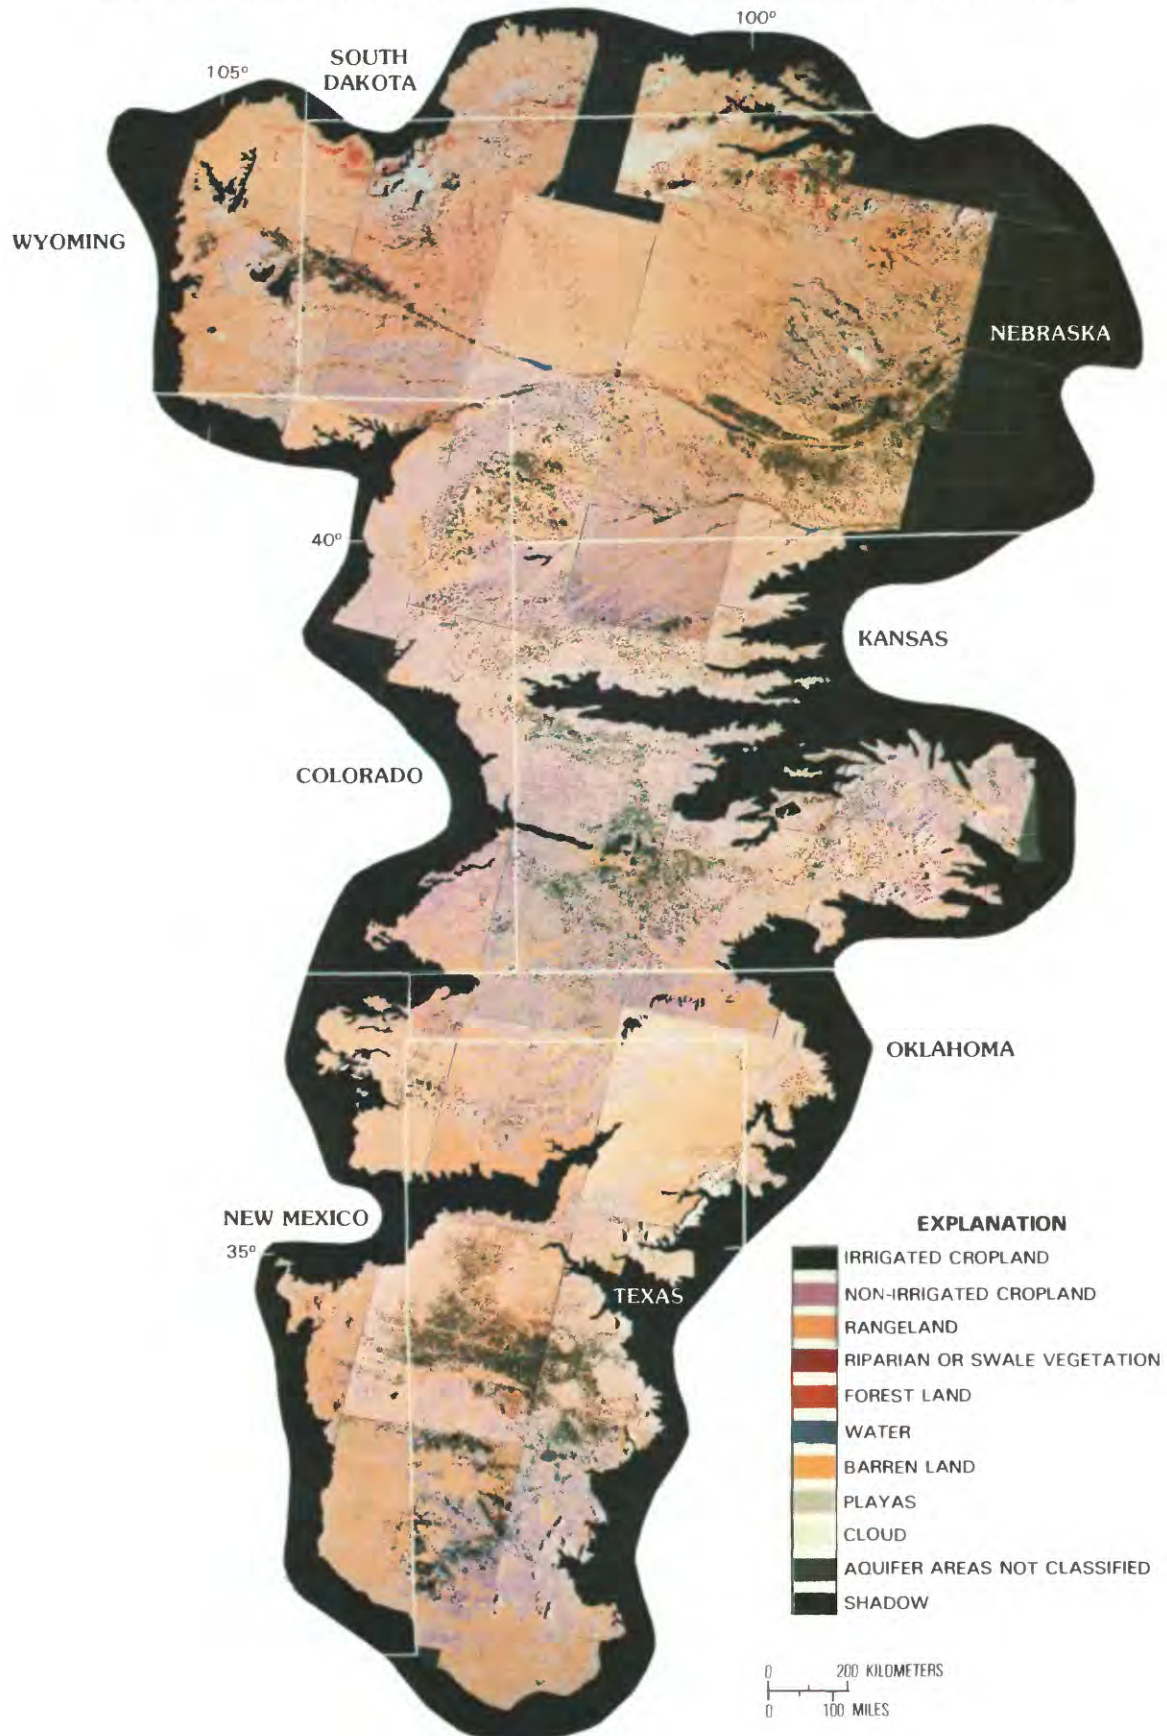 100°
SOUTH
DAKOTA
105°
WYOMING
NEBRASKA
40°
KANSAS
COLORADO
OKLAHOMA
NEW MEXICO
35°
TEXAS
EXPLANATION
IRRIGATED CROPLAND
NON-IRRIGATED CROPLAND
RANGELAND
RIPARIAN OR SWALE VEGETATION
FOREST LAND
WATER
BARREN LAND
PLAYAS
CLOUD
AQUIFER AREAS NOT CLASSIFIED
SHADOW
0 200 KILOMETERS
0 100 MILES